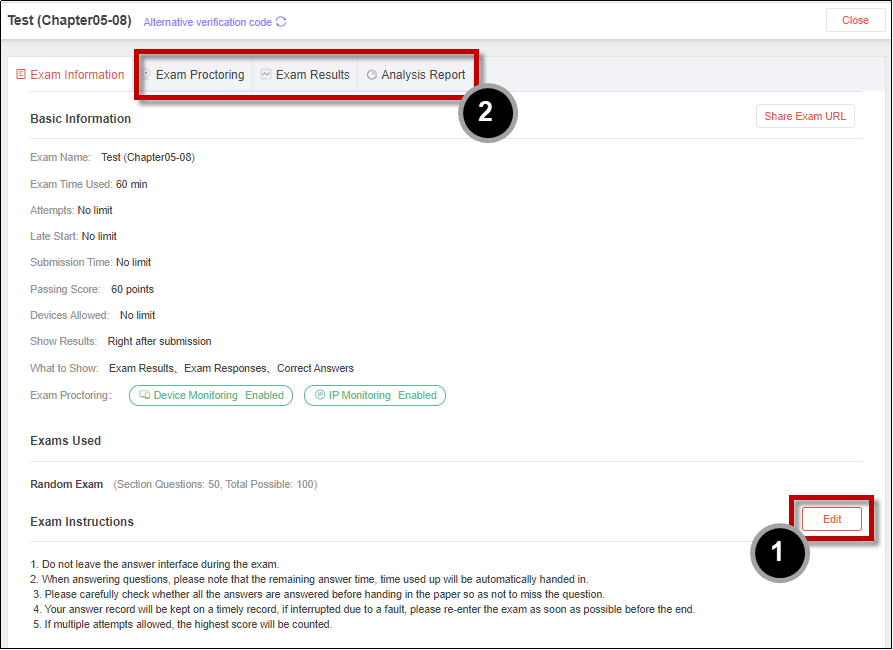 Test (Chapter05-08) Alternative verification code Close
Exam Information Exam Proctoring Exam Results Analysis Report
2
Basic Information Share Exam URL
Exam Name: Test (Chapter05-08)
Exam Time Used: 60 min
Attempts: No limit
Late Start: No limit
Submission Time: No limit
Passing Score: 60 points
Devices Allowed: No limit
Show Results: Right after submission
What to Show: Exam Results、Exam Responses、Correct Answers
Exam Proctoring: Device Monitoring Enabled IP IP Monitoring Enabled
Exams Used
Random Exam (Section Questions: 50, Total Possible: 100)
Exam Instructions Edit
1
1. Do not leave the answer interface during the exam.
2. When answering questions, please note that the remaining answer time, time used up will be automatically handed in.
3. Please carefully check whether all the answers are answered before handing in the paper so as not to miss the question.
4. Your answer record will be kept on a timely record, if interrupted due to a fault, please re-enter the exam as soon as possible before the end.
5. If multiple attempts allowed, the highest score will be counted.